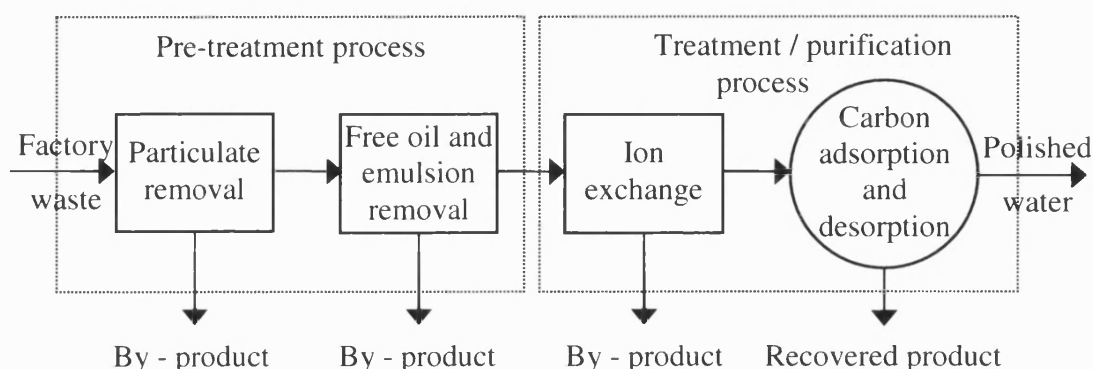 Pre-treatment process
Treatment / purification
process
Factory
waste
Particulate
removal
Free oil and
emulsion
removal
Ion
exchange
Carbon
adsorption
and
desorption
Polished
water
By - product
By - product
By - product
Recovered product